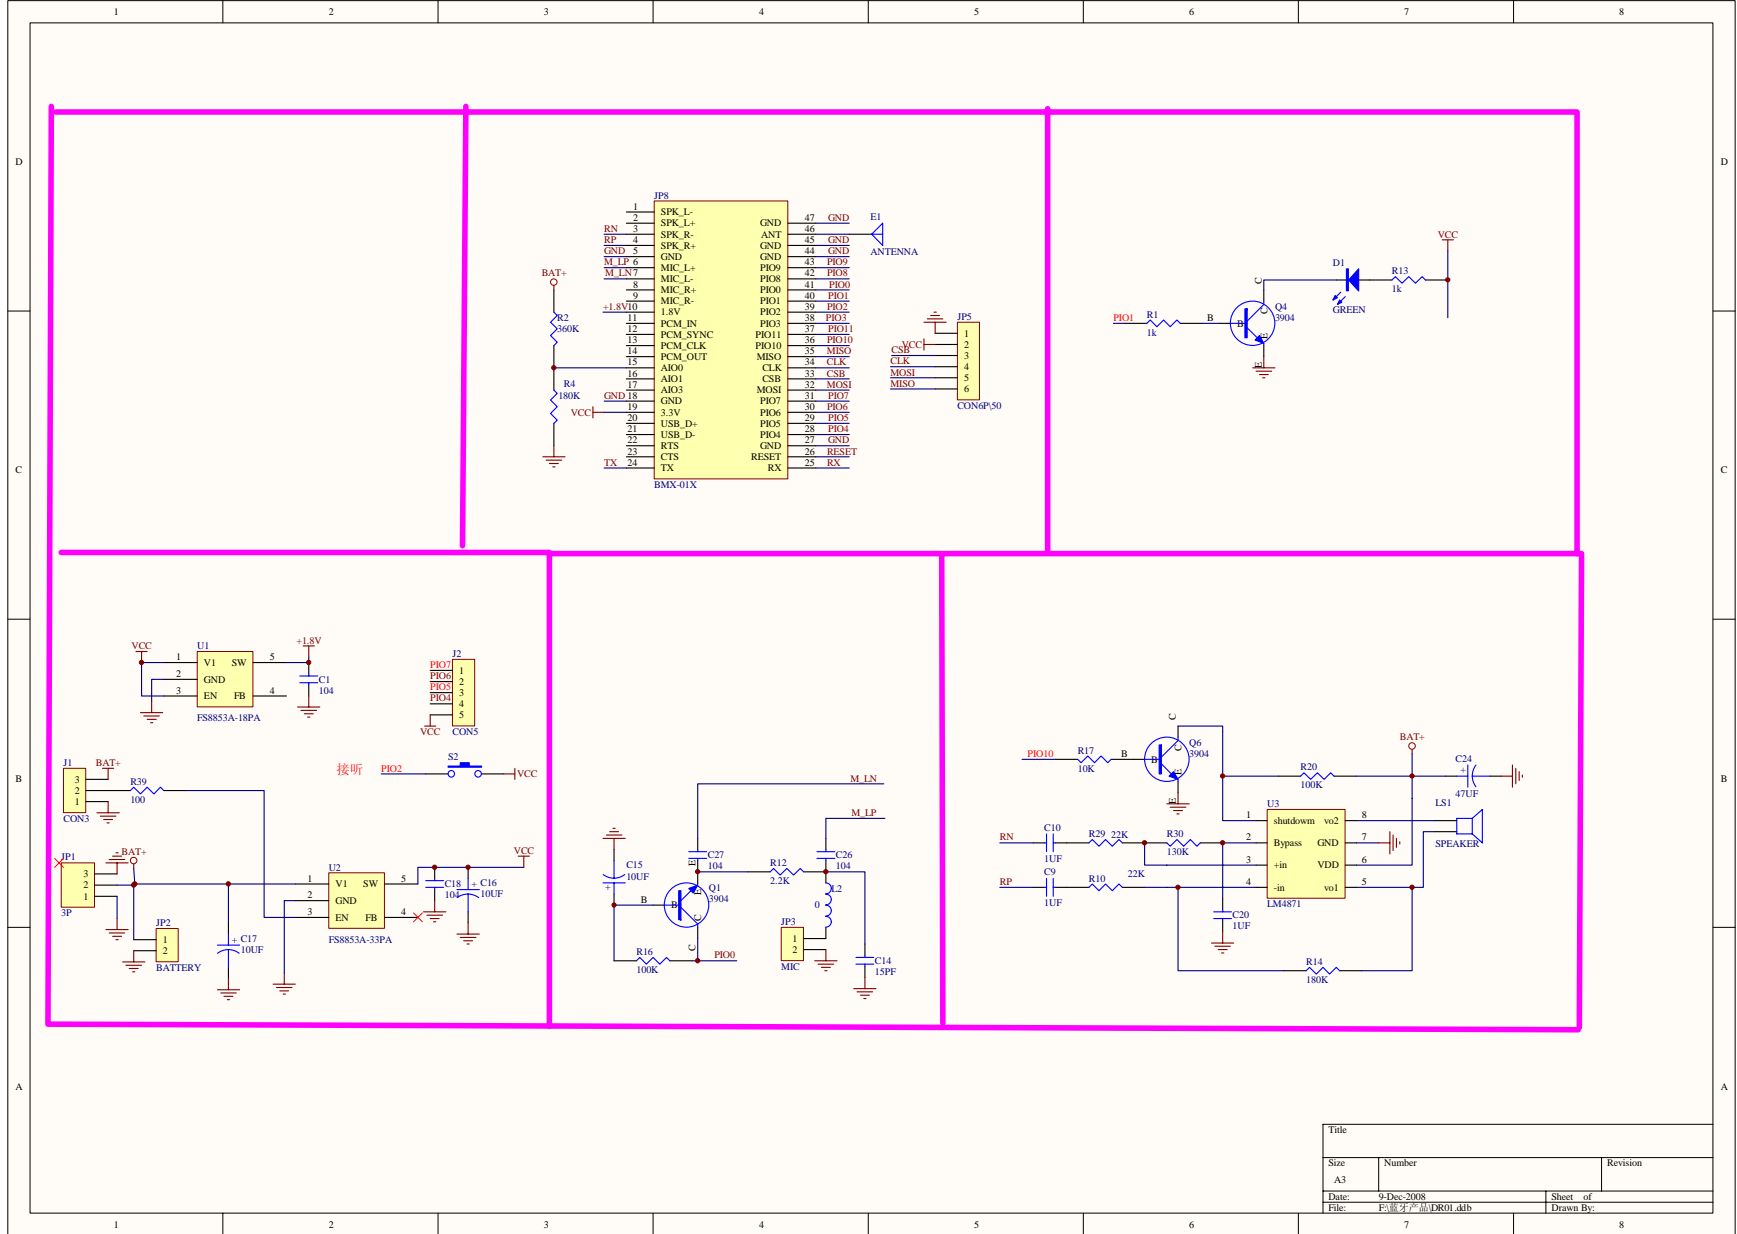 1 2 3 4 5 6 7 8
D
D
C
C
B
B
A
A
JP8
1 SPK_L-
2 SPK_L+
RN 3 SPK_R-
RP 4 SPK_R+
GND 5 GND
M_LP 6 MIC_L+
M_LN 7 MIC_L-
8 MIC_R+
9 MIC_R-
+1.8V 10 1.8V
11 PCM_IN
12 PCM_SYNC
13 PCM_CLK
14 PCM_OUT
15 AIO0
16 AIO1
17 AIO3
GND 18 GND
VCC 19 3.3V
20 USB_D+
21 USB_D-
22 RTS
23 CTS
TX 24 TX
GND 47 GND
ANT 46
GND 45 GND
GND 44 GND
PIO9 43 PIO9
PIO8 42 PIO8
PIO0 41 PIO0
PIO1 40 PIO1
PIO2 39 PIO2
PIO3 38 PIO3
PIO11 37 PIO11
PIO10 36 PIO10
MISO 35 MISO
CLK 34 CLK
CSB 33 CSB
MOSI 32 MOSI
PIO7 31 PIO7
PIO6 30 PIO6
PIO5 29 PIO5
PIO4 28 PIO4
GND 27 GND
RESET 26 RESET
RX 25 RX
BMX-01X
E1
ANTENNA
BAT+
R2
360K
R4
180K
JP5
1
VCC 2
CSB 3
CLK 4
MOSI 5
MISO 6
CON6P\50
VCC
D1
GREEN
R13
1k
PIO1
R1
1k
B
B
C
C
E
E
Q4
3904
VCC
U1
+1.8V
1 V1 SW 5
2 GND
3 EN FB 4
FS8853A-18PA
C1
104
J2
PIO7 1
PIO6 2
PIO5 3
PIO4 4
5
VCC
CON5
接听
PIO2
S2
VCC
J1
BAT+
3
2
1
CON3
R39
100
JP1
BAT+
3
2
1
3P
JP2
1
2
BATTERY
C17
10UF
+
U2
1 V1 SW 5
2 GND
3 EN FB 4
FS8853A-33PA
VCC
C18
104
C16
10UF
+
M_LN
M_LP
C15
10UF
+
C27
104
E
E
B
B
C
C
Q1
3904
R12
2.2K
C26
104
L2
0
JP3
1
2
MIC
R16
100K
PIO0
C14
15PF
PIO10
R17
10K
B
B
C
C
E
E
Q6
3904
BAT+
R20
100K
C24
+
47UF
LS1
SPEAKER
U3
1 shutdowm vo2 8
2 Bypass GND 7
3 +in VDD 6
4 -in vo1 5
LM4871
RN
C10
1UF
R29 22K
R30
130K
RP
C9
1UF
R10
22K
C20
1UF
R14
180K
Title
Size Number Revision
A3
Date: 9-Dec-2008 Sheet of
File: F:\蓝牙产品\DR01.ddb Drawn By:
1 2 3 4 5 6 7 8